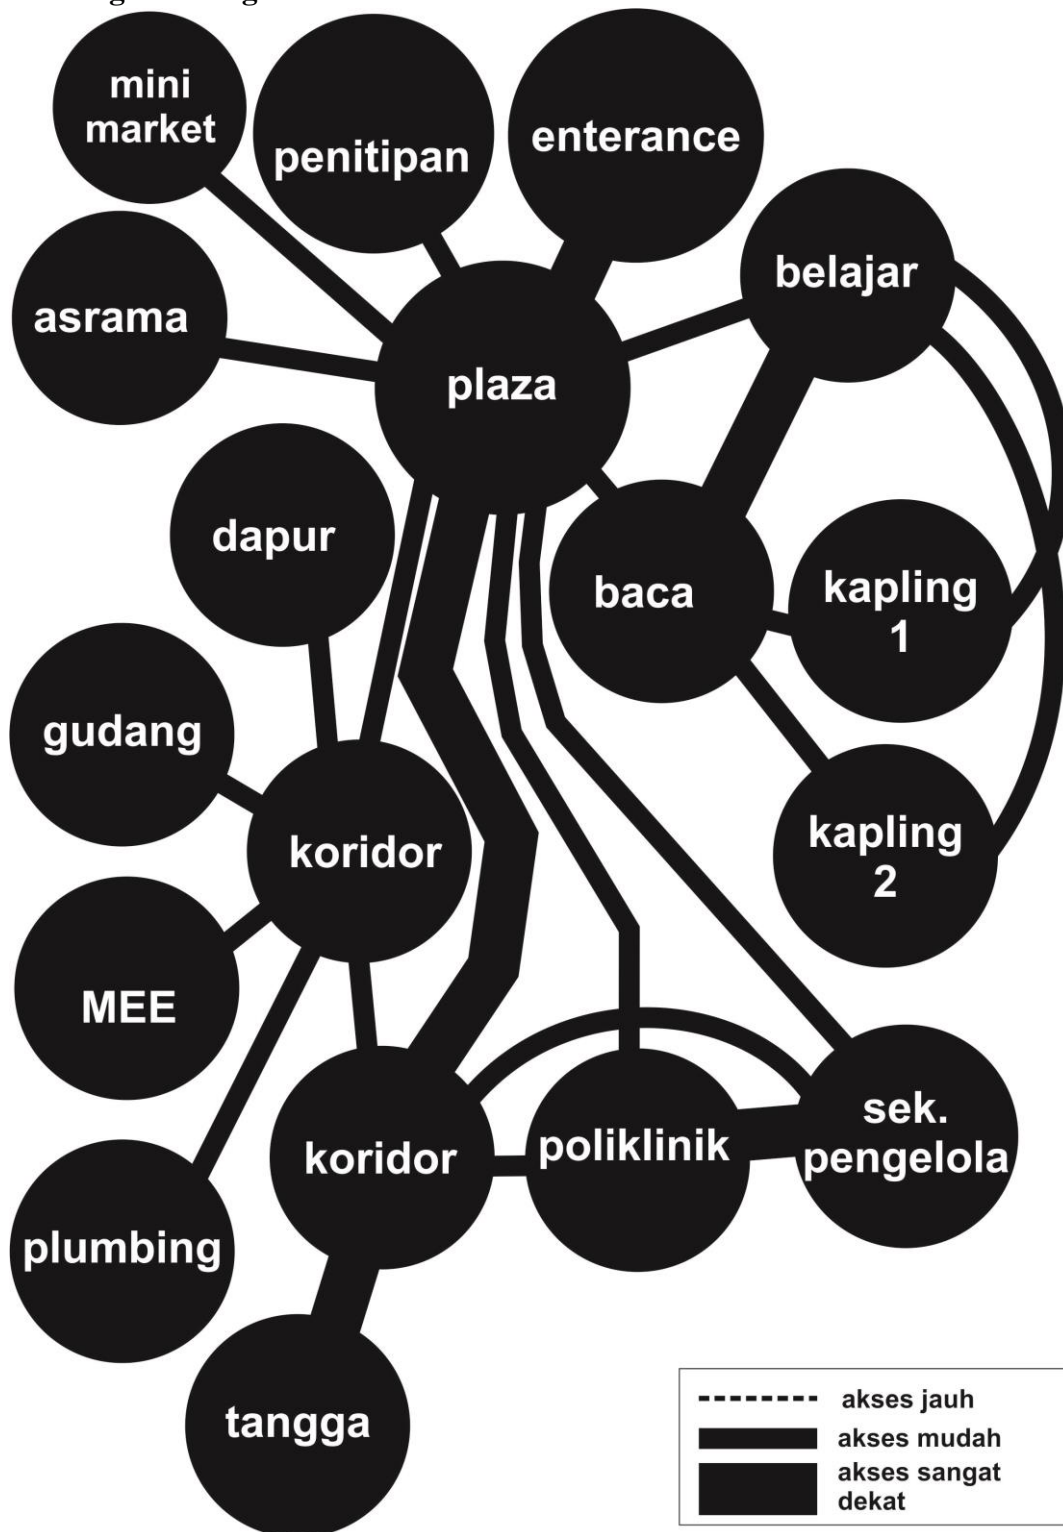 mini
market
penitipan
enterance
belajar
asrama
plaza
dapur
baca
kapling
1
gudang
koridor
kapling
2
MEE
sek.
pengelola
koridor
poliklinik
plumbing
tangga
akses jauh
akses mudah
akses sangat
dekat